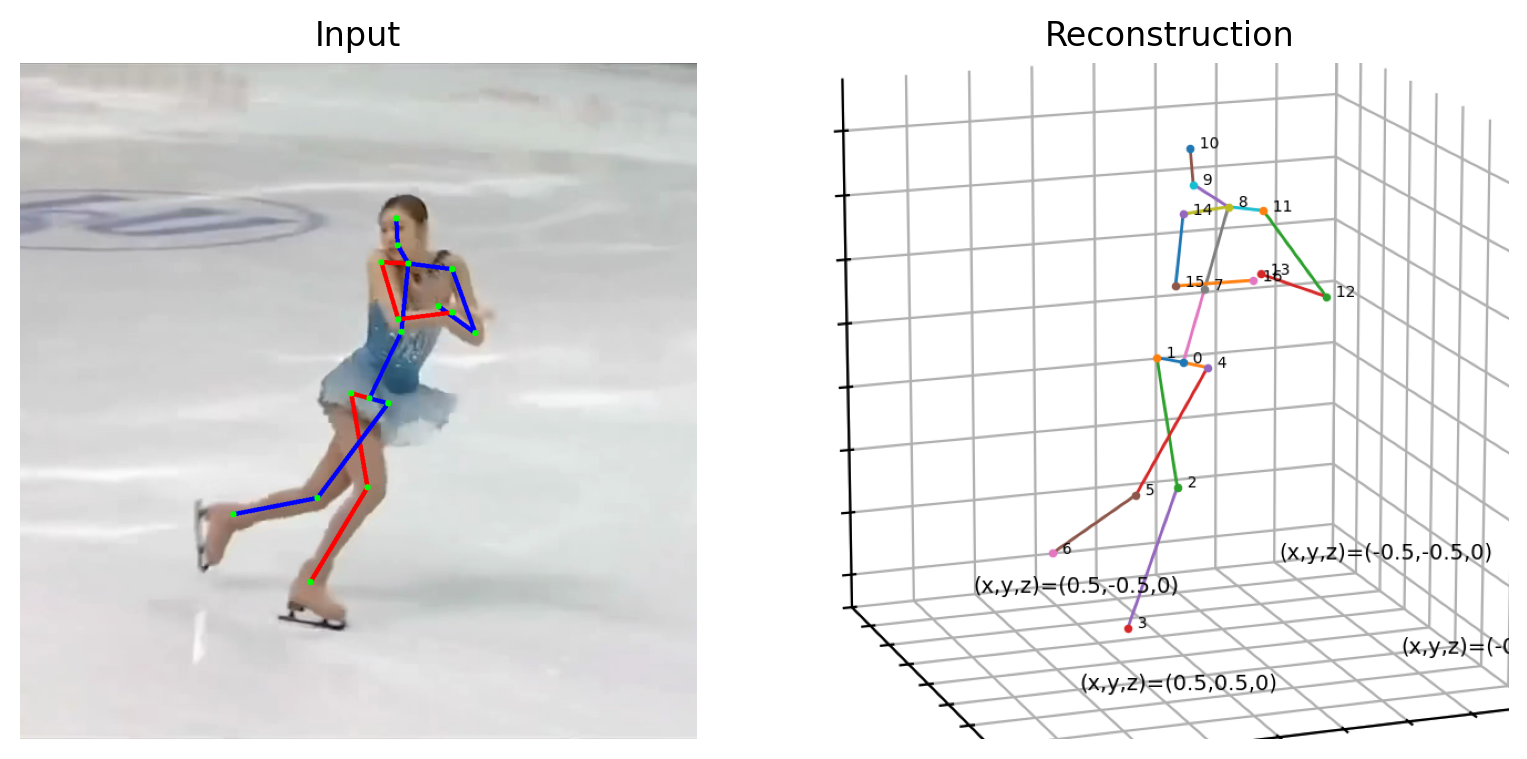 Input
Reconstruction
10
9
14
8
11
13
16
15
7
12
1
0
4
5
2
6
(x,y,z)=(-0.5,-0.5,0)
(x,y,z)=(0.5,-0.5,0)
3
(x,y,z)=(-0
(x,y,z)=(0.5,0.5,0)